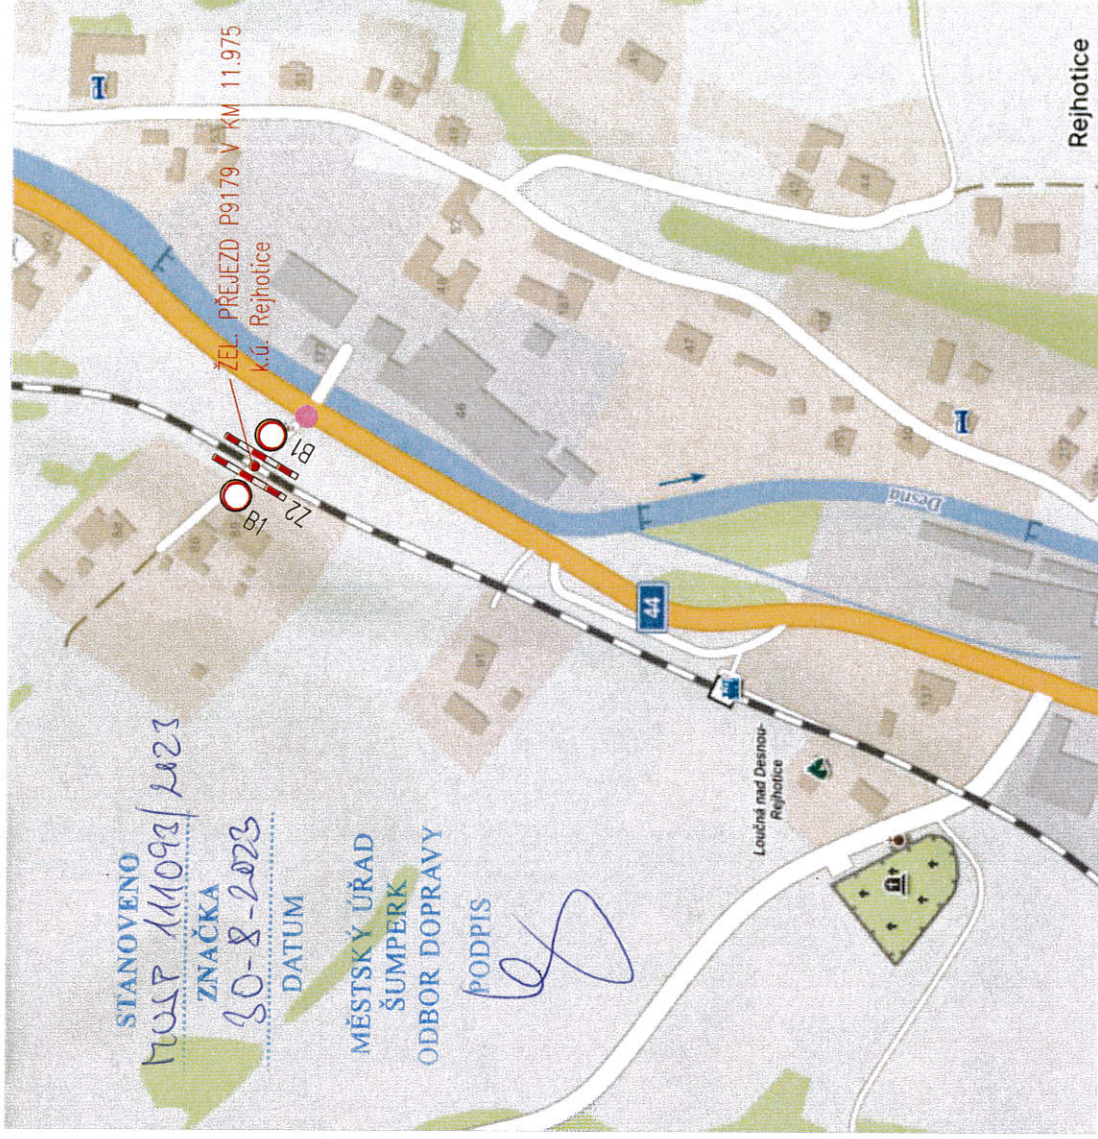 STANOVENO
MUSP 111093/2023
ZNAČKA
30-8-2023
DATUM
MĚSTSKÝ ÚŘAD
ŠUMPERK
ODBOR DOPRAVY
PODPIS
ŽEL. PŘEJEZD P9179 V KM 11.975
k.ú. Rejhotice
B1
Z2
B1
44
Loučná nad Desnou-
Rejhotice
Desná
Rejhotice